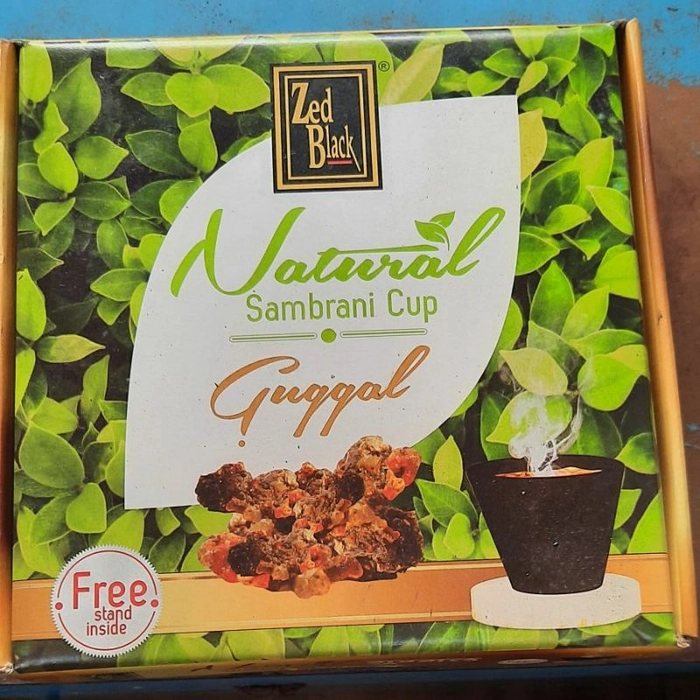 Zed
Black
®
Natural
Sambrani Cup
Guggal
Free
stand
inside